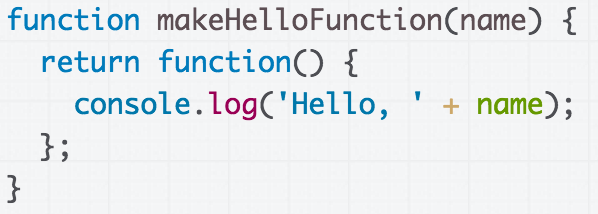 function makeHelloFunction(name) {
  return function() {
    console.log('Hello, ' + name);
  };
}